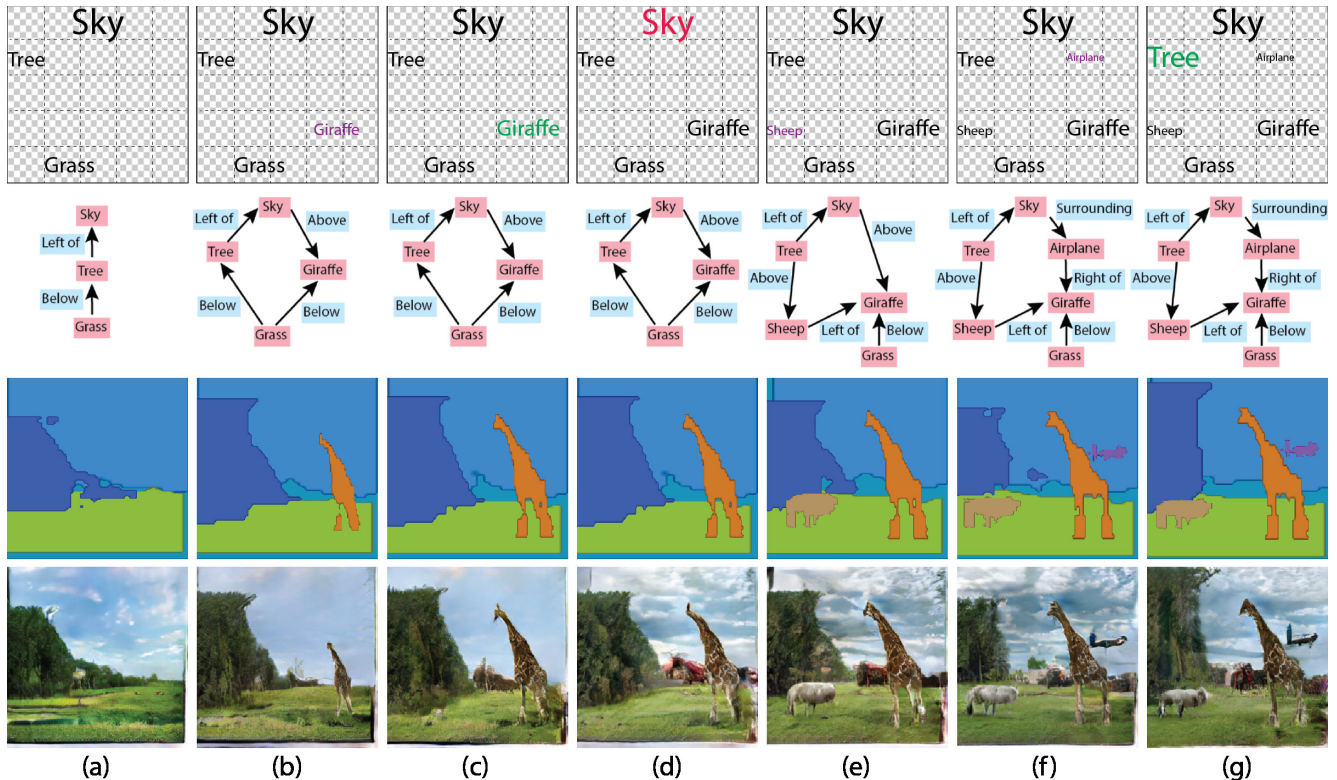 Sky
Tree
Grass
Sky
Tree
Giraffe
Grass
Sky
Tree
Giraffe
Grass
Sky
Tree
Giraffe
Grass
Sky
Tree
Sheep
Giraffe
Grass
Sky
Tree
Airplane
Sheep
Giraffe
Grass
Sky
Tree
Airplane
Sheep
Giraffe
Grass
Sky
Left of
Tree
Below
Grass
Left of
Sky
Above
Tree
Giraffe
Below
Below
Grass
Left of
Sky
Above
Tree
Giraffe
Below
Below
Grass
Left of
Sky
Above
Tree
Giraffe
Below
Below
Grass
Left of
Sky
Above
Tree
Above
Giraffe
Sheep
Left of
Below
Grass
Left of
Sky
Surrounding
Tree
Airplane
Above
Right of
Giraffe
Sheep
Left of
Below
Grass
Left of
Sky
Surrounding
Tree
Airplane
Above
Right of
Giraffe
Sheep
Left of
Below
Grass
(a)
(b)
(c)
(d)
(e)
(f)
(g)